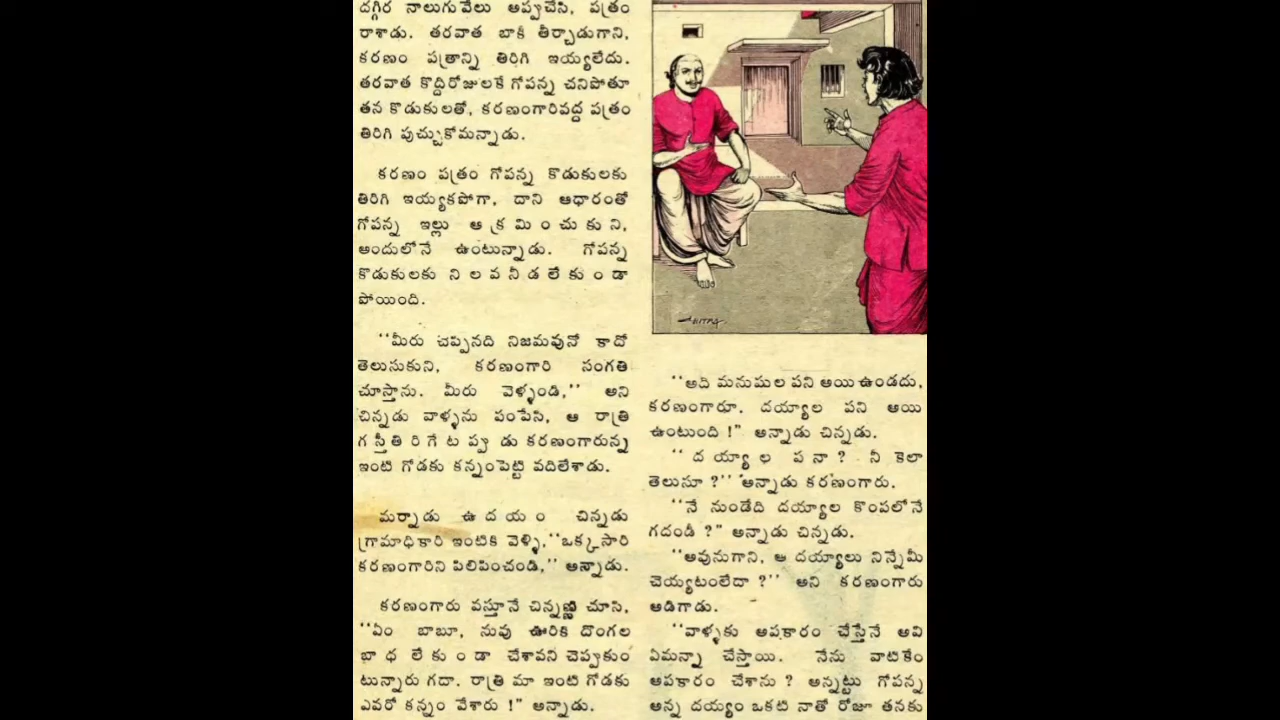 దగ్గిర నాలుగువేలు అప్పుచేసి, పత్రం
రాశాడు. తరవాత బాకీ తీర్చాడుగాని,
కరణం పత్రాన్ని తిరిగి ఇయ్యలేదు.
తరవాత కొద్దిరోజులకే గోపన్న చనిపోతూ
తన కొడుకులతో, కరణంగారివద్ద పత్రం
తిరిగి పుచ్చుకోమన్నాడు.
కరణం పత్రం గోపన్న కొడుకులకు
తిరిగి ఇయ్యకపోగా, దాని ఆధారంతో
గోపన్న ఇల్లు ఆక్రమించుకుని,
అందులోనే ఉంటున్నాడు. గోపన్న
కొడుకులకు నిలవనీడ లేకుండా
పోయింది.
‘‘మీరు చెప్పినది నిజమవునో కాదో
తెలుసుకుని, కరణంగారి సంగతి
చూస్తాను. మీరు వెళ్ళండి,’’ అని
చిన్నడు వాళ్ళను పంపేసి, ఆ రాత్రి
గస్తీతిరిగేటప్పుడు కరణంగారున్న
ఇంటి గోడకు కన్నంపెట్టి వదిలేశాడు.
మర్నాడు ఉదయం చిన్నడు
గ్రామాధికారి ఇంటికి వెళ్ళి,‘‘ఒక్కసారి
కరణంగారిని పిలిపించండి,’’ అన్నాడు.
కరణంగారు వస్తూనే చిన్నణ్ణి చూసి,
‘‘ఏం బాబూ, నువు ఊరికి దొంగల
బాధ లేకుండా చేశావని చెప్పుకుం
టున్నారు గదా. రాత్రి మా ఇంటి గోడకు
ఎవరో కన్నం వేశారు !’’ అన్నాడు.
‘‘అది మనుషుల పని అయిఉండదు,
కరణంగారూ. దయ్యాల పని అయి
ఉంటుంది !’’ అన్నాడు చిన్నడు.
‘‘దయ్యాల పనా ? నీ కెలా
తెలుసూ ?’’ అన్నాడు కరణంగారు.
‘‘నే నుండేది దయ్యాల కొంపలోనే
గదండీ ?’’ అన్నాడు చిన్నడు.
‘‘అవునుగాని, ఆ దయ్యాలు నిన్నేమీ
చెయ్యటంలేదా ?’’ అని కరణంగారు
అడిగాడు.
‘‘వాళ్ళకు అపకారం చేస్తేనే అవి
ఏమన్నా చేస్తాయి. నేను వాటికేం
అపకారం చేశాను ? అన్నట్టు గోపన్న
అన్న దయ్యం ఒకటి నాతో రోజూ తనకు